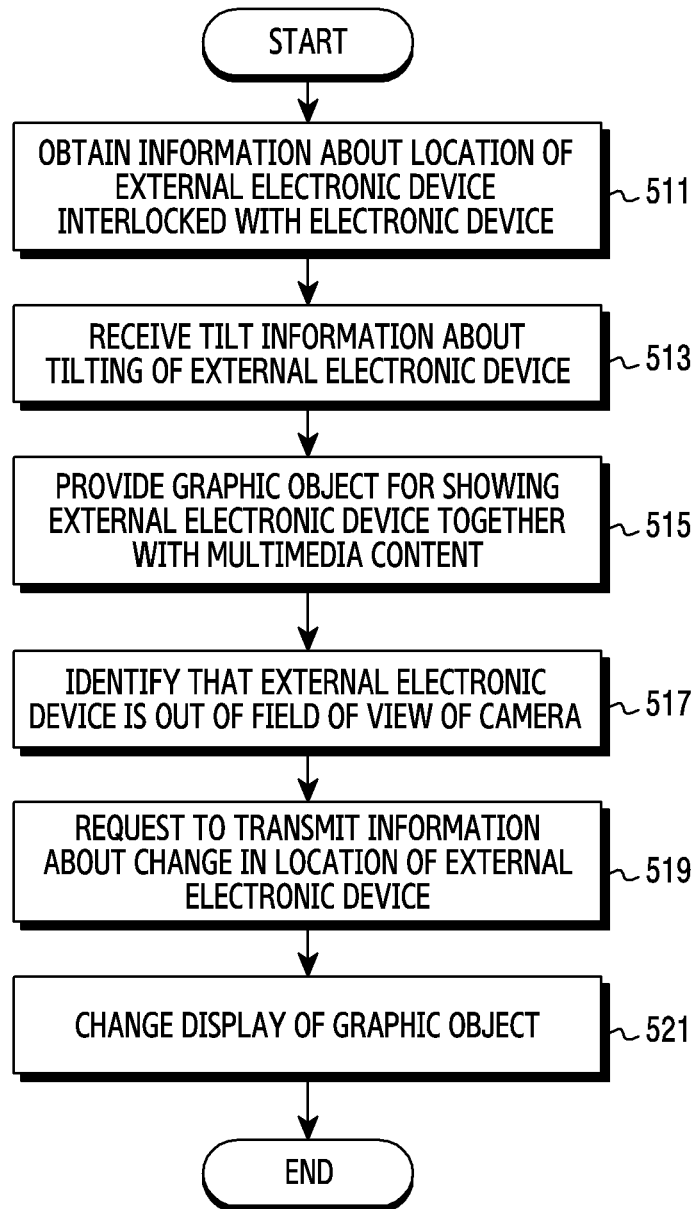 START
OBTAIN INFORMATION ABOUT LOCATION OF
EXTERNAL ELECTRONIC DEVICE
INTERLOCKED WITH ELECTRONIC DEVICE
511
RECEIVE TILT INFORMATION ABOUT
TILTING OF EXTERNAL ELECTRONIC DEVICE
513
PROVIDE GRAPHIC OBJECT FOR SHOWING
EXTERNAL ELECTRONIC DEVICE TOGETHER
WITH MULTIMEDIA CONTENT
515
IDENTIFY THAT EXTERNAL ELECTRONIC
DEVICE IS OUT OF FIELD OF VIEW OF CAMERA
517
REQUEST TO TRANSMIT INFORMATION
ABOUT CHANGE IN LOCATION OF EXTERNAL
ELECTRONIC DEVICE
519
CHANGE DISPLAY OF GRAPHIC OBJECT
521
END